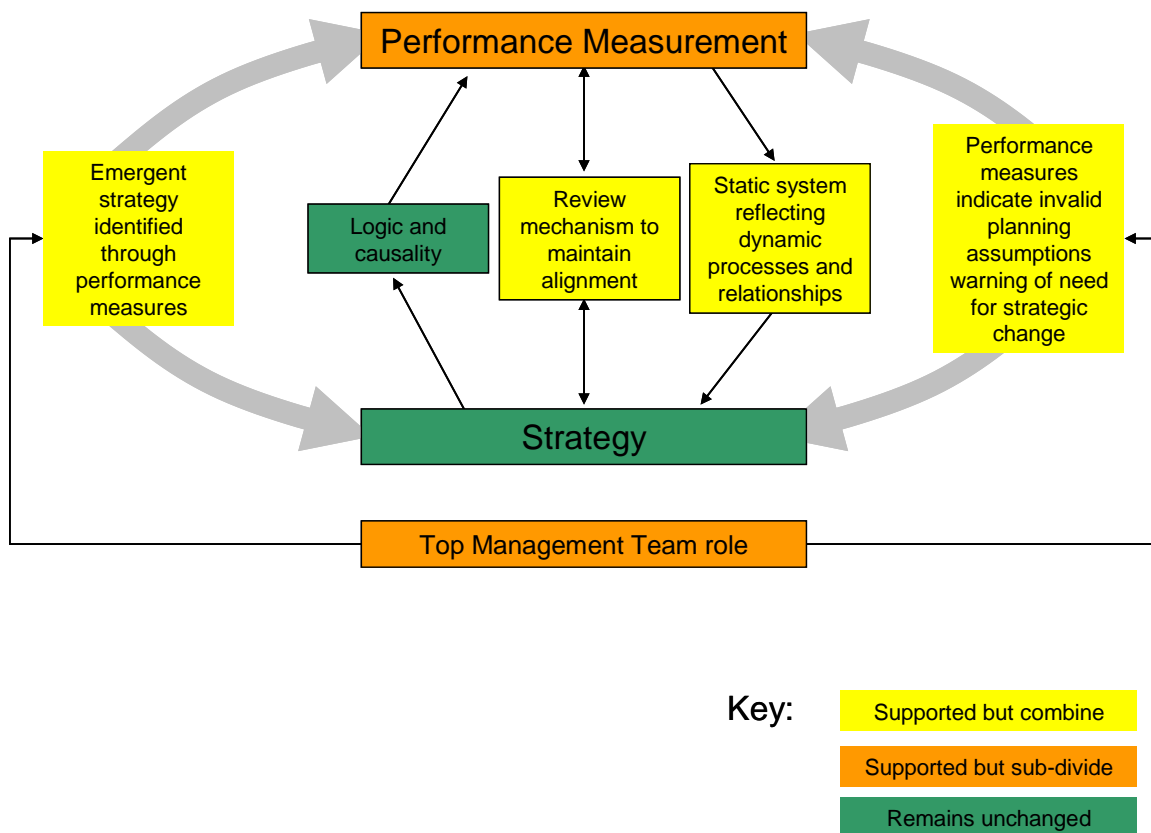 Performance Measurement
Emergent
strategy
identified
through
performance
measures
Logic and
causality
Review
mechanism to
maintain
alignment
Static system
reflecting
dynamic
processes and
relationships
Performance
measures
indicate invalid
planning
assumptions
warning of need
for strategic
change
Strategy
Top Management Team role
Key:
Supported but combine
Supported but sub-divide
Remains unchanged